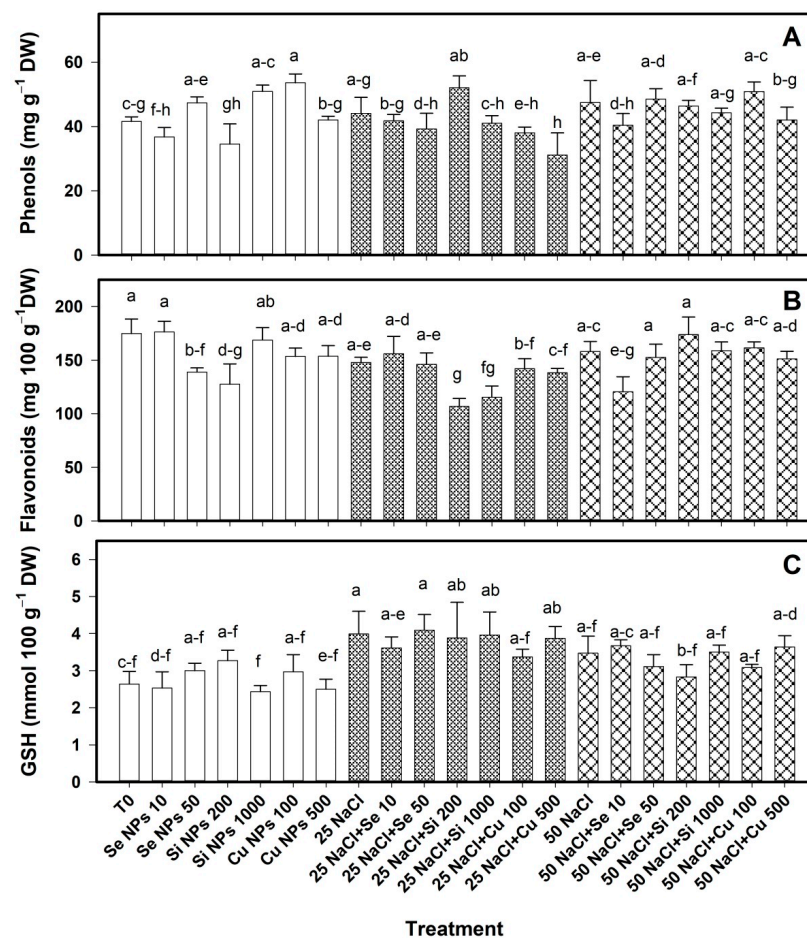 A
Phenols (mg g⁻¹ DW)
60
40
20
0
c-g f-h a-e gh a-c a b-g a-g b-g d-h ab c-h e-h h a-e d-h a-d a-f a-g a-c b-g
B
Flavonoids (mg 100 g⁻¹DW)
200
150
100
50
0
a a b-f d-g ab a-d a-d a-e a-d a-e g fg b-f c-f a-c e-g a a a-c a-c a-d
C
GSH (mmol 100 g⁻¹ DW)
6
5
4
3
2
1
0
c-f d-f a-f a-f f a-f e-f a a-e a ab ab a-f ab a-f a-c a-f b-f a-f a-f a-d
T0
Se NPs 10
Se NPs 50
Si NPs 200
Si NPs 1000
Cu NPs 100
Cu NPs 500
25 NaCl
25 NaCl+Se 10
25 NaCl+Se 50
25 NaCl+Si 200
25 NaCl+Si 1000
25 NaCl+Cu 100
25 NaCl+Cu 500
50 NaCl
50 NaCl+Se 10
50 NaCl+Se 50
50 NaCl+Si 200
50 NaCl+Si 1000
50 NaCl+Cu 100
50 NaCl+Cu 500
Treatment